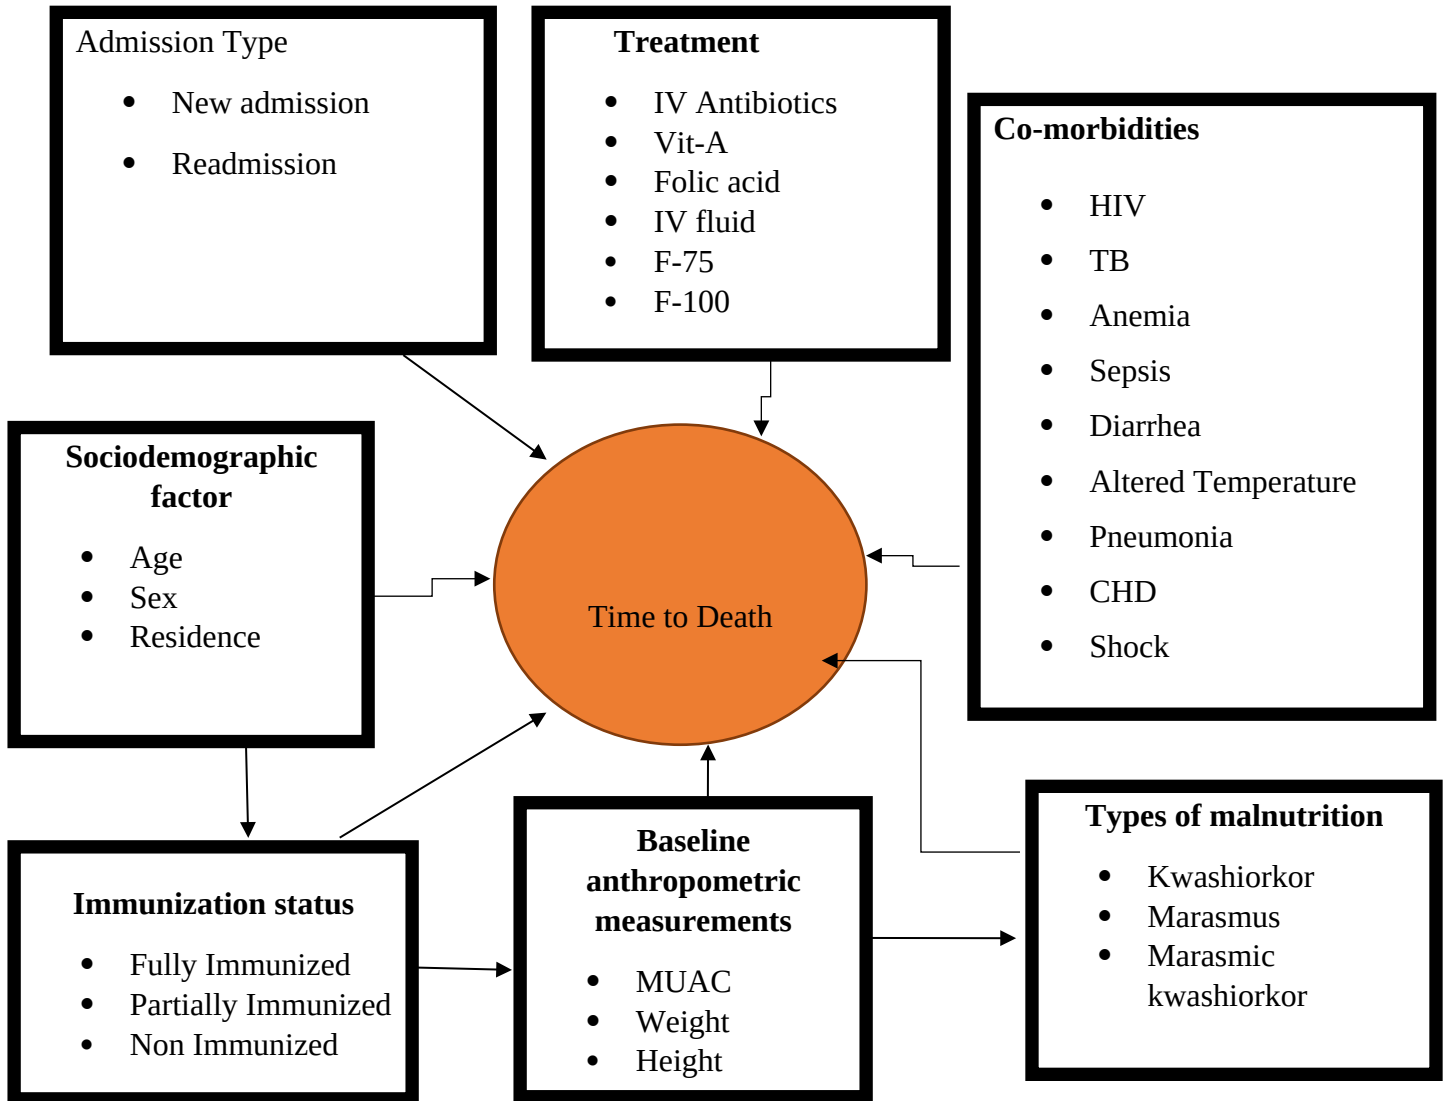 Admission Type
• New admission
• Readmission
Treatment
• IV Antibiotics
• Vit-A
• Folic acid
• IV fluid
• F-75
• F-100
Co-morbidities
• HIV
• TB
• Anemia
• Sepsis
• Diarrhea
• Altered Temperature
• Pneumonia
• CHD
• Shock
Sociodemographic
factor
• Age
• Sex
• Residence
Time to Death
Immunization status
• Fully Immunized
• Partially Immunized
• Non Immunized
Baseline
anthropometric
measurements
• MUAC
• Weight
• Height
Types of malnutrition
• Kwashiorkor
• Marasmus
• Marasmic
kwashiorkor